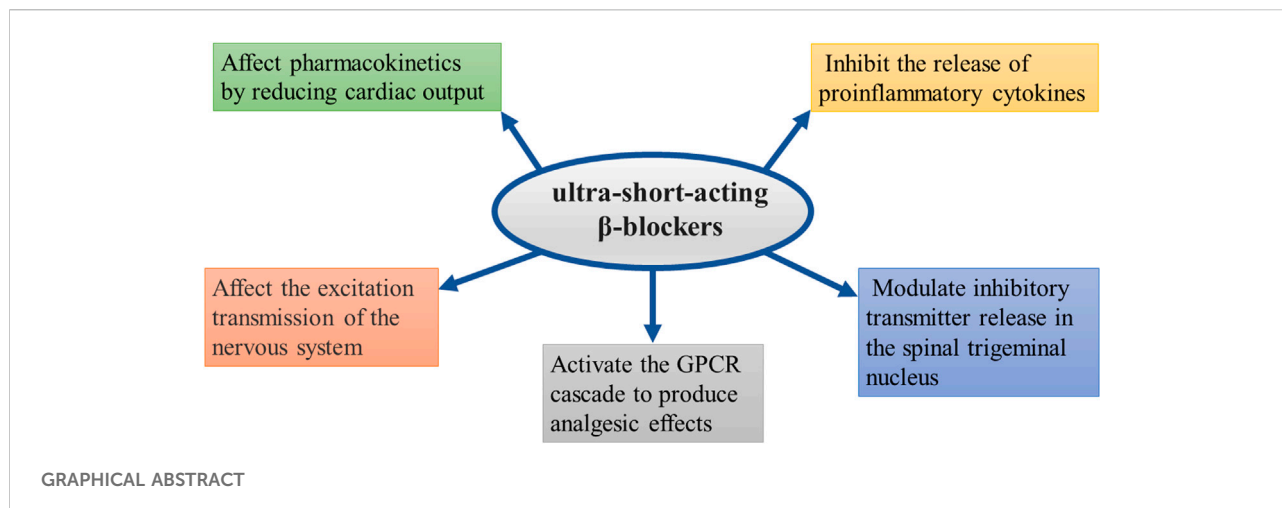 Affect pharmacokinetics
by reducing cardiac output
Inhibit the release of
proinflammatory cytokines
ultra-short-acting
β-blockers
Affect the excitation
transmission of the
nervous system
Activate the GPCR
cascade to produce
analgesic effects
Modulate inhibitory
transmitter release in
the spinal trigeminal
nucleus
GRAPHICAL ABSTRACT